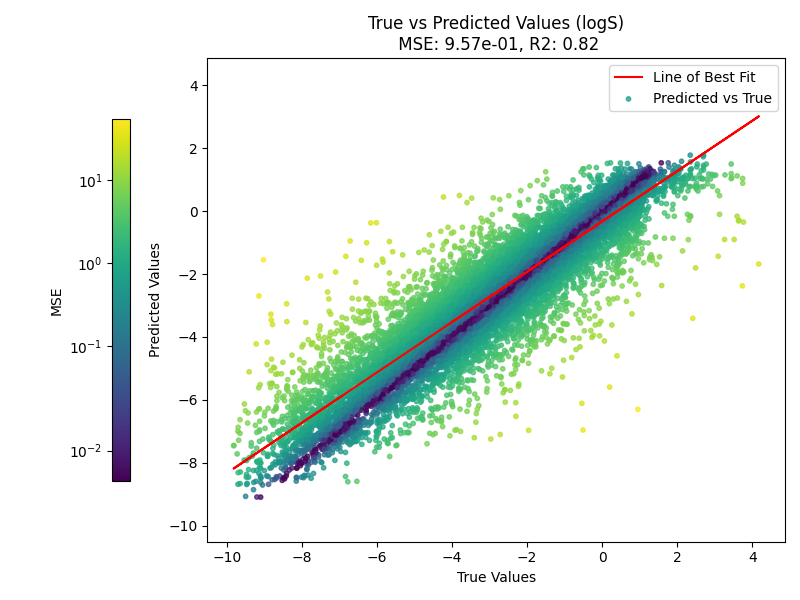 True vs Predicted Values (logS)
MSE: 9.57e-01, R2: 0.82
Line of Best Fit
Predicted vs True
MSE
10¹
10⁰
10⁻¹
10⁻²
Predicted Values
4
2
0
−2
−4
−6
−8
−10
−10 −8 −6 −4 −2 0 2 4
True Values